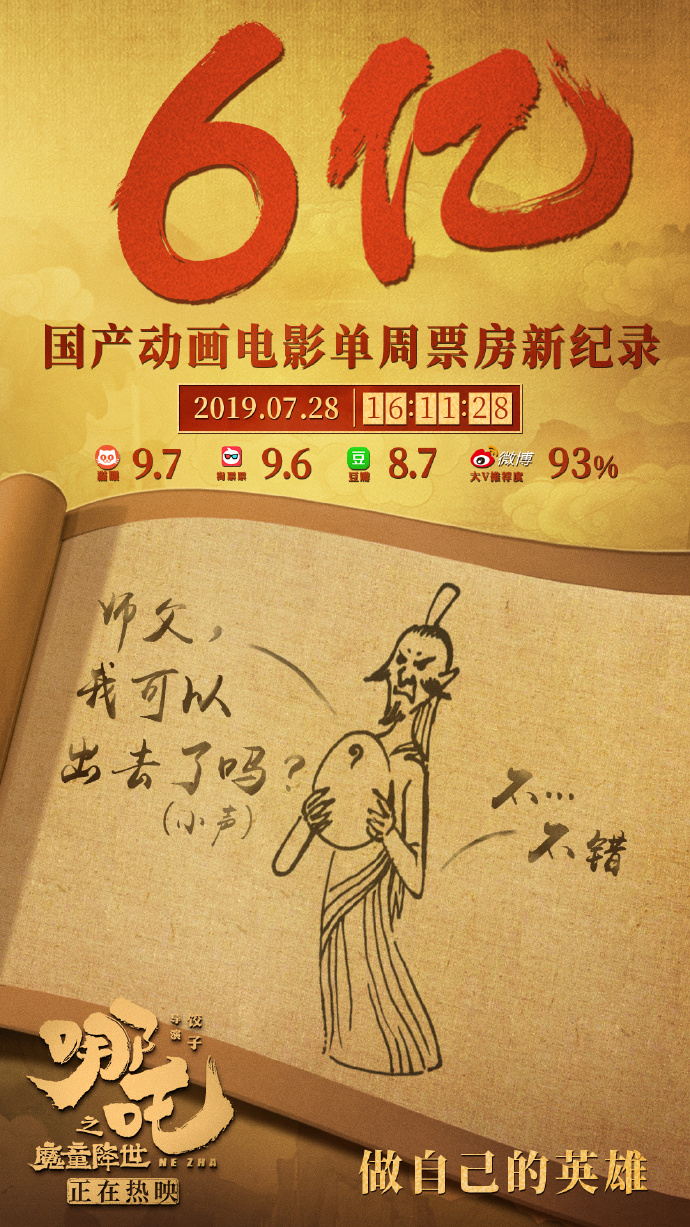 6亿
国产动画电影单周票房新纪录
2019.07.28 16:11:28
猫眼 9.7 淘票票 9.6 豆 豆瓣 8.7 微博 大V推荐度 93%
师父，
我可以
出去了吗？
（小声）
不…
不错
哪吒
之
魔童降世
NE ZHA
导演 饺子
正在热映
做自己的英雄